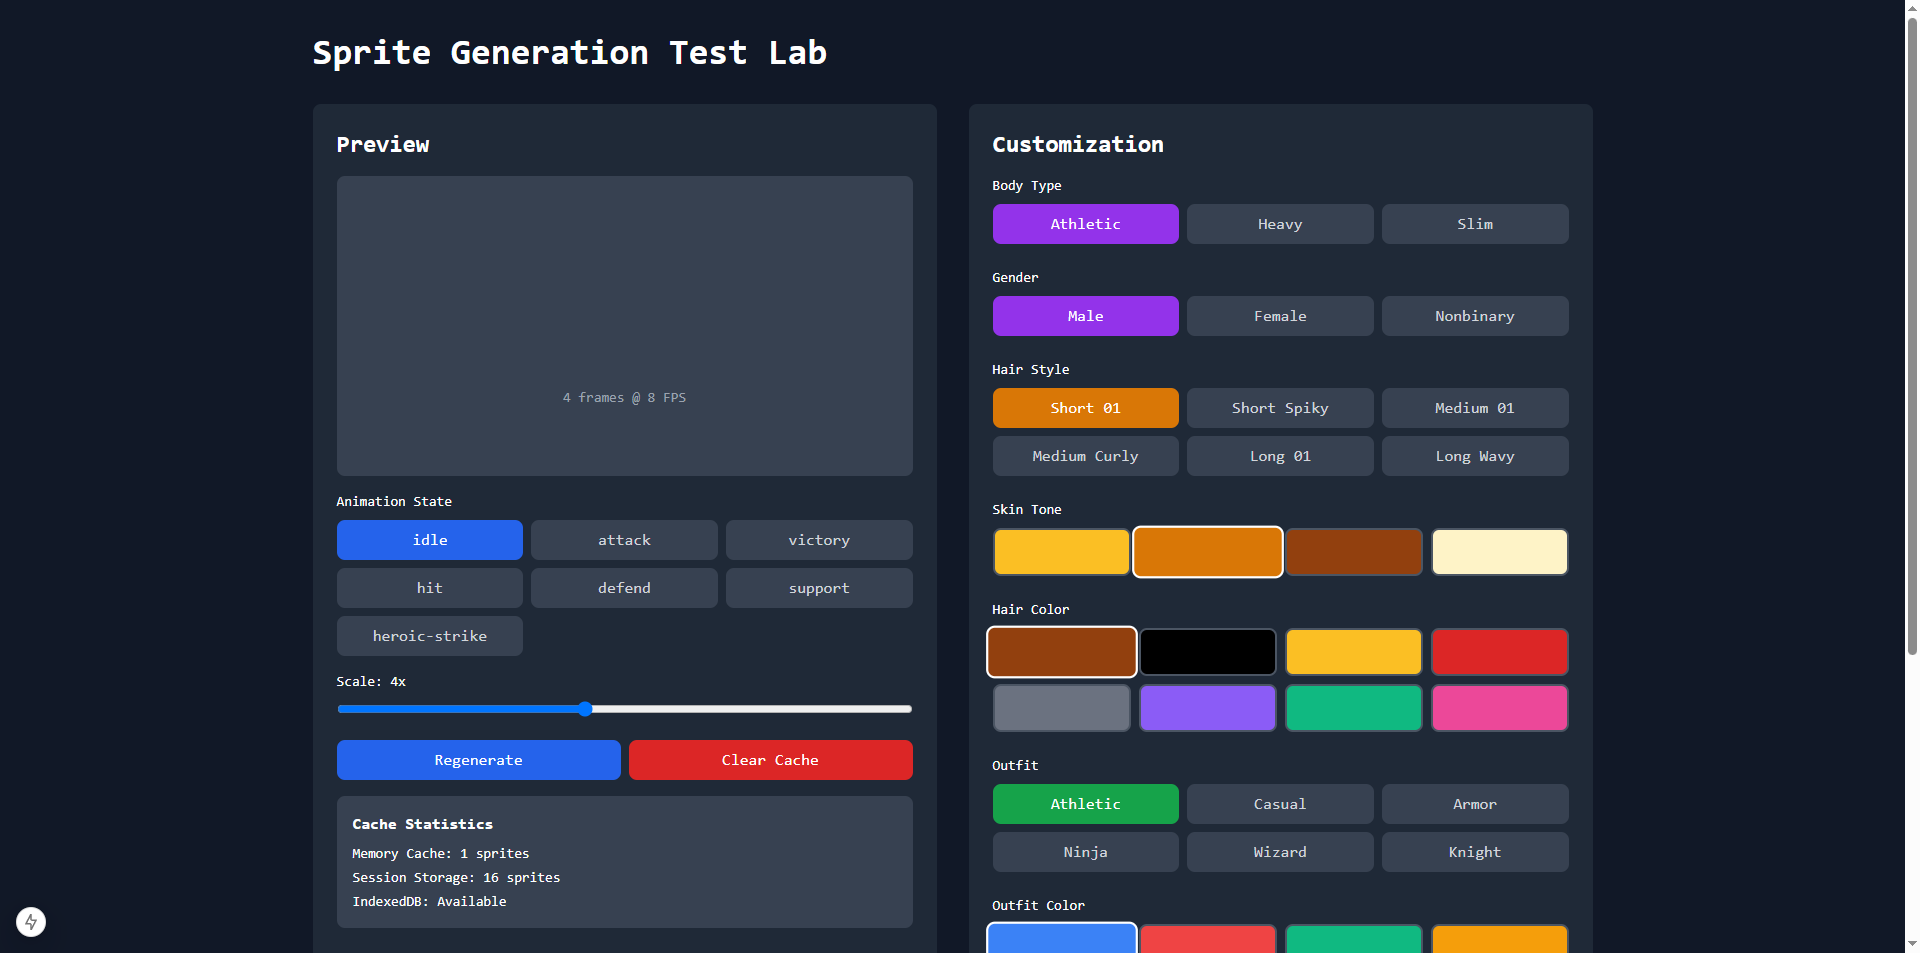 Sprite Generation Test Lab
Preview
4 frames @ 8 FPS
Animation State
idle
attack
victory
hit
defend
support
heroic-strike
Scale: 4x
Regenerate
Clear Cache
Cache Statistics
Memory Cache: 1 sprites
Session Storage: 16 sprites
IndexedDB: Available
Customization
Body Type
Athletic
Heavy
Slim
Gender
Male
Female
Nonbinary
Hair Style
Short 01
Short Spiky
Medium 01
Medium Curly
Long 01
Long Wavy
Skin Tone
Hair Color
Outfit
Athletic
Casual
Armor
Ninja
Wizard
Knight
Outfit Color